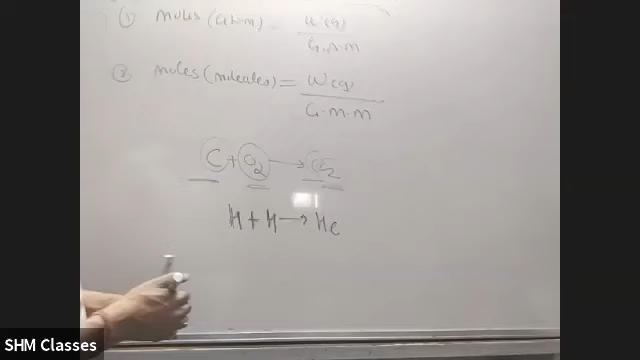 ① moles (atom) = W(g)
G.A.M
② moles (molecules) = W(g)
G.M.M
C + O2 → CO2
H + H → He
SHM Classes